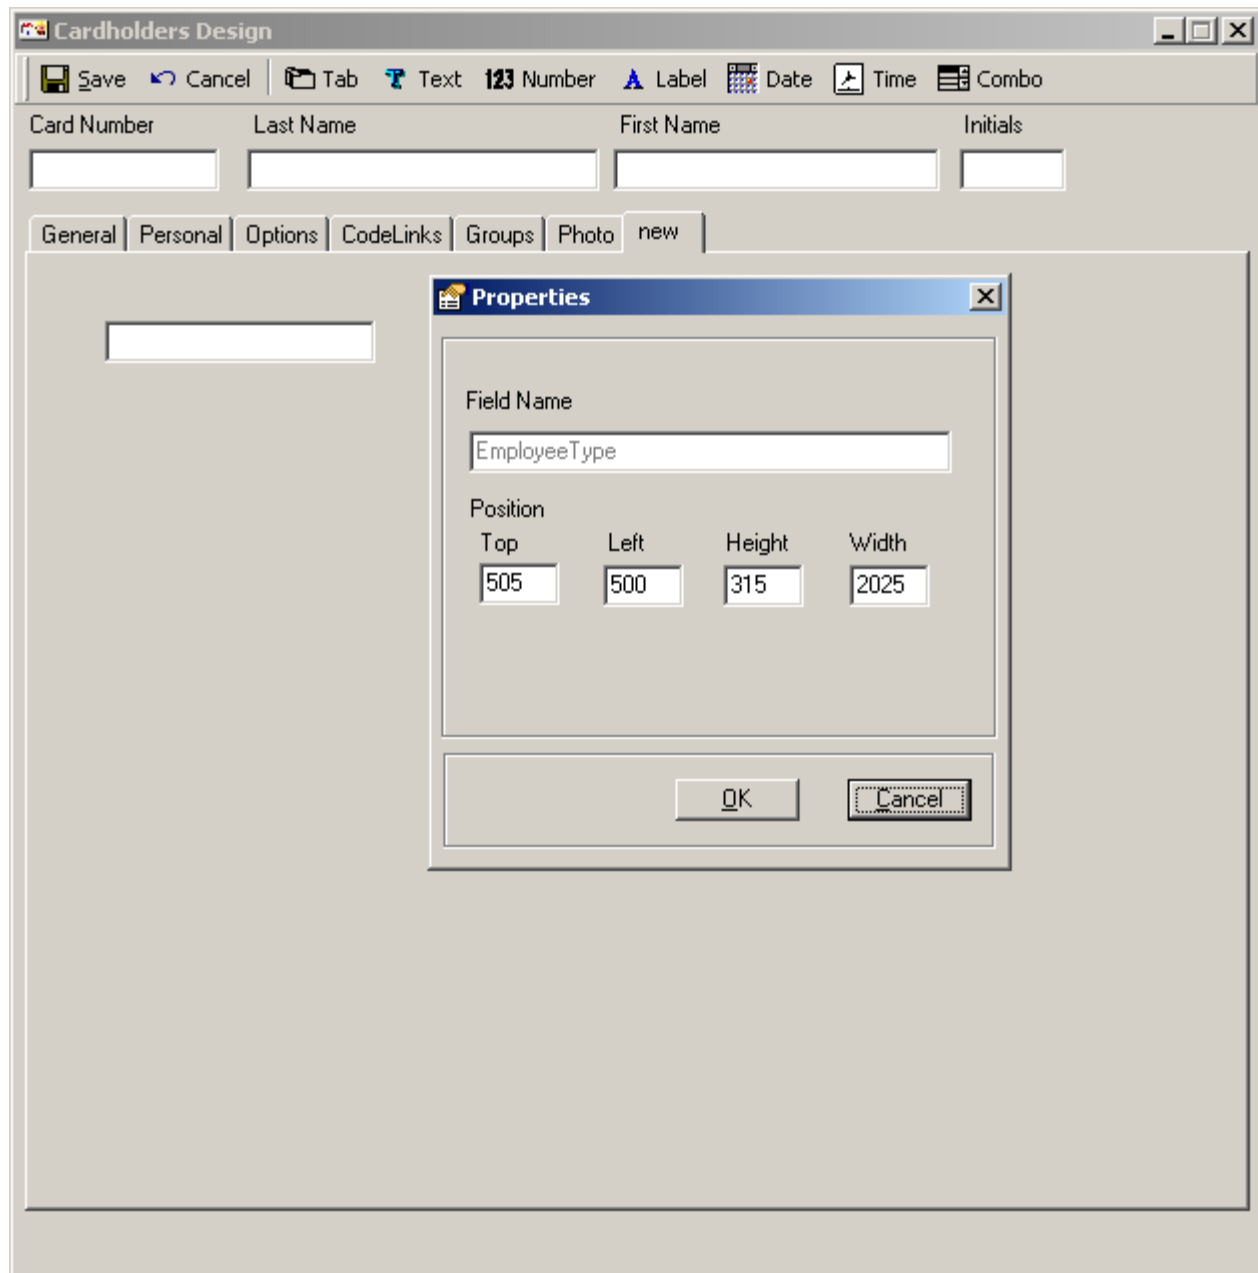 Cardholders Design
Save Cancel Tab Text 123 Number A Label Date Time Combo
Card Number Last Name First Name Initials
General Personal Options CodeLinks Groups Photo new
Properties
Field Name
EmployeeType
Position
Top Left Height Width
505 500 315 2025
OK Cancel